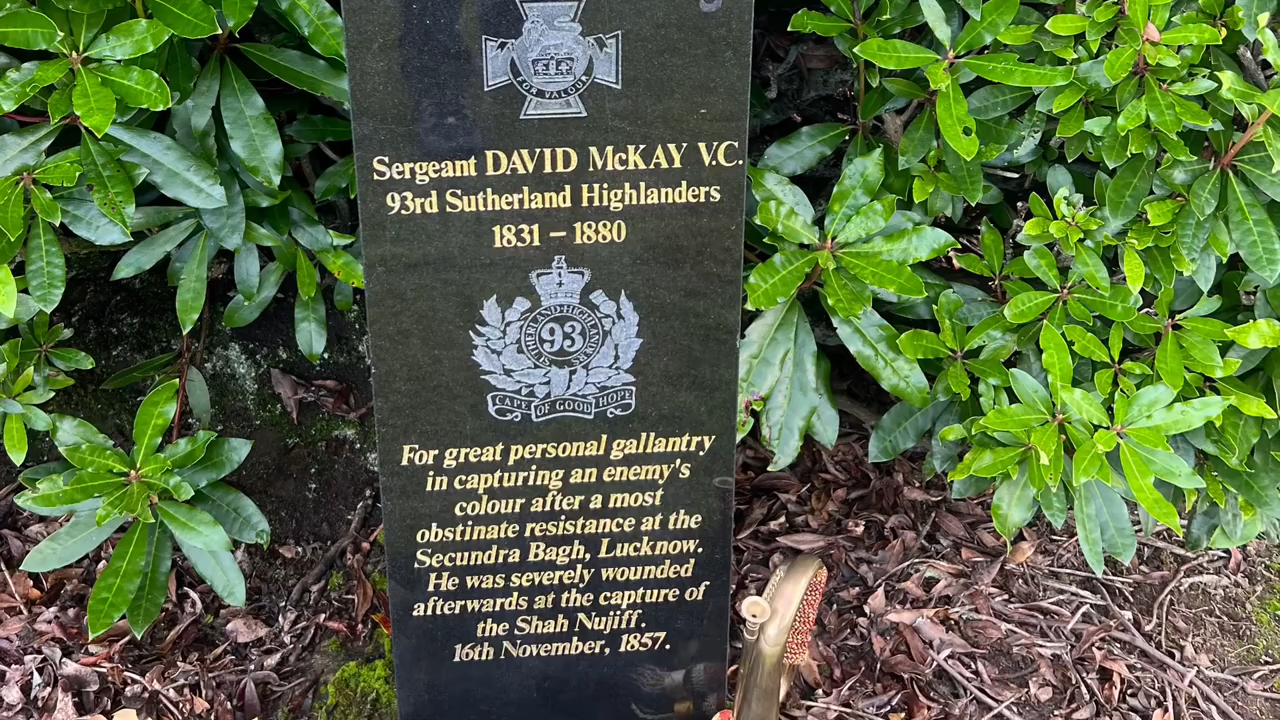 FOR VALOUR
Sergeant DAVID McKAY V.C.
93rd Sutherland Highlanders
1831 – 1880
SUTHERLAND HIGHLANDERS
93
CAPE OF GOOD HOPE
For great personal gallantry
in capturing an enemy's
colour after a most
obstinate resistance at the
Secundra Bagh, Lucknow.
He was severely wounded
afterwards at the capture of
the Shah Nujiff.
16th November, 1857.